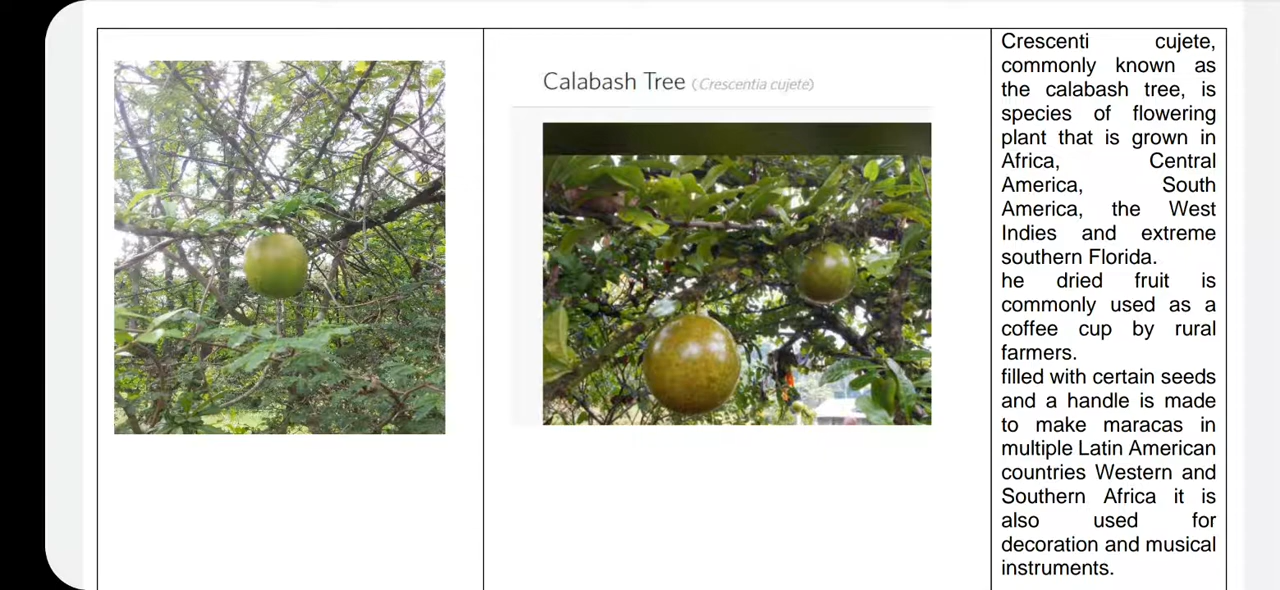 Calabash Tree (Crescentia cujete)
Crescenti cujete,
commonly known as
the calabash tree, is
species of flowering
plant that is grown in
Africa, Central
America, South
America, the West
Indies and extreme
southern Florida.
he dried fruit is
commonly used as a
coffee cup by rural
farmers.
filled with certain seeds
and a handle is made
to make maracas in
multiple Latin American
countries Western and
Southern Africa it is
also used for
decoration and musical
instruments.